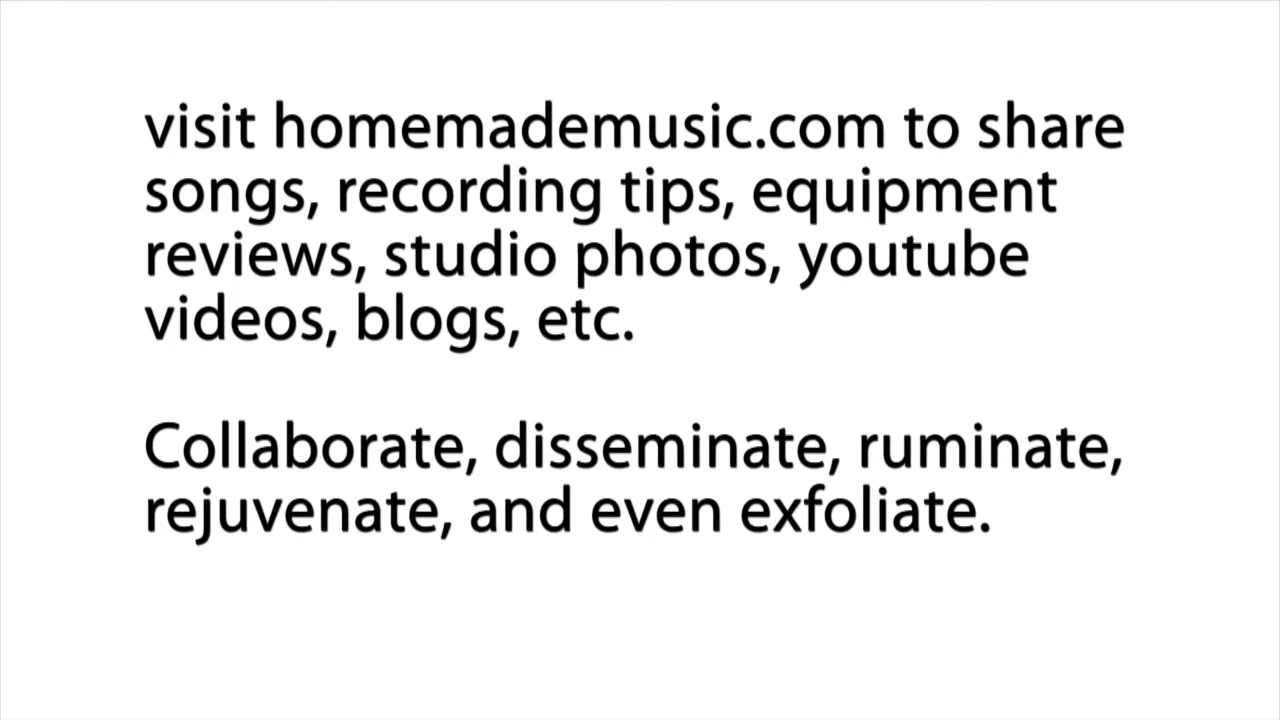 visit homemademusic.com to share
songs, recording tips, equipment
reviews, studio photos, youtube
videos, blogs, etc.
Collaborate, disseminate, ruminate,
rejuvenate, and even exfoliate.